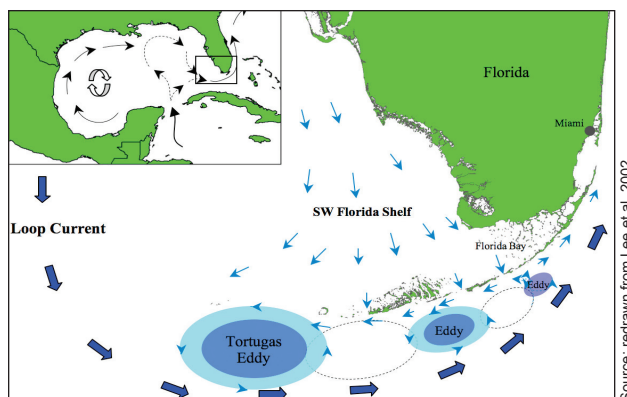 Florida
Miami
SW Florida Shelf
Loop Current
Florida Bay
Eddy
Eddy
Tortugas
Eddy
Source: redrawn from Lee et al. 2002